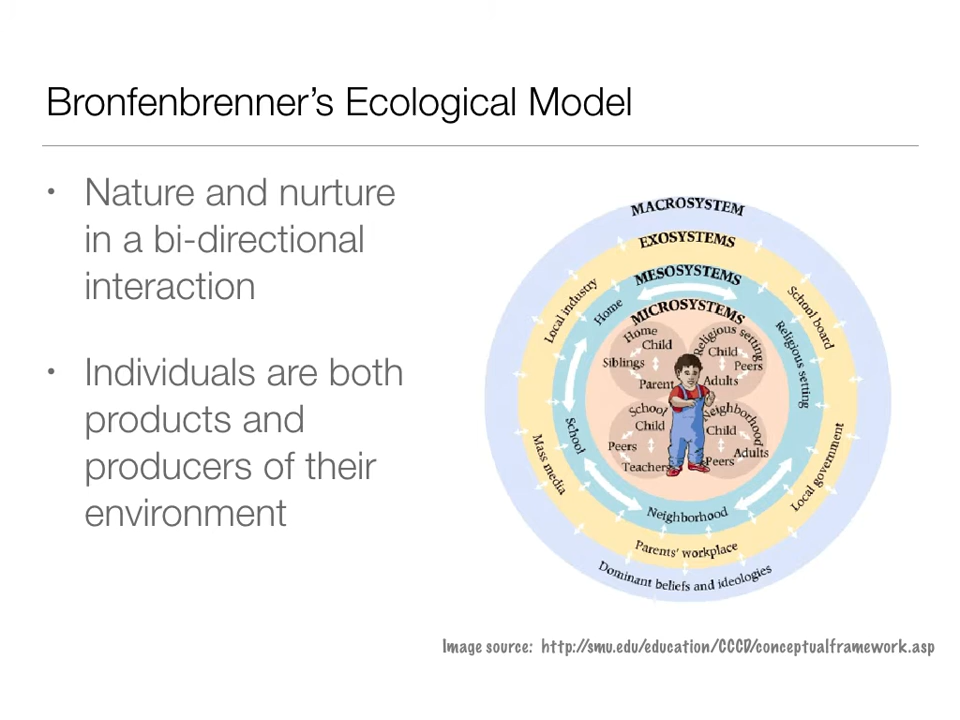 Bronfenbrenner's Ecological Model
• Nature and nurture
in a bi-directional
interaction
• Individuals are both
products and
producers of their
environment
MACROSYSTEM
EXOSYSTEMS
MESOSYSTEMS
MICROSYSTEMS
Local industry
School board
Home
Religious setting
Home
Child
Siblings
Parent
Religious setting
Child
Peers
Adults
School
Child
Peers
Teachers
Neighborhood
Child
Adults
Peers
School
Mass media
Local government
Neighborhood
Parents' workplace
Dominant beliefs and ideologies
Image source: http://smu.edu/education/CCCD/conceptualframework.asp